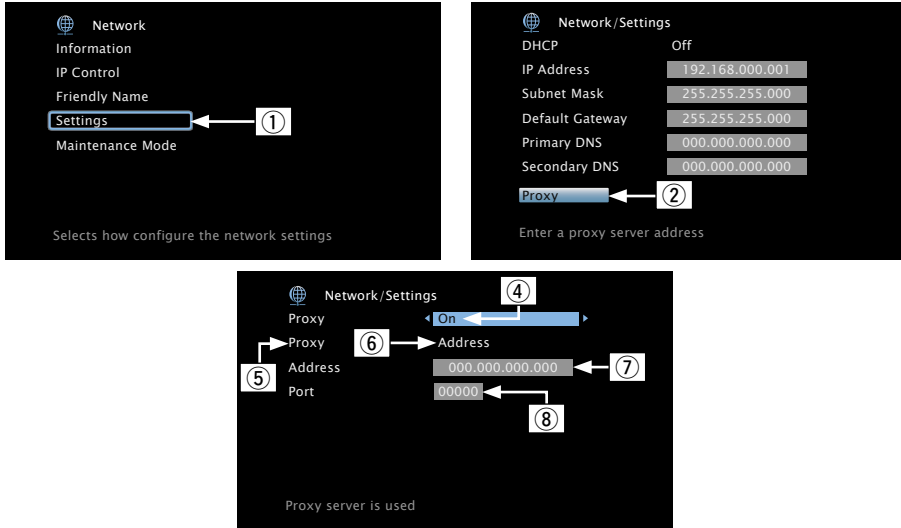 Network
Information
IP Control
Friendly Name
Settings
①
Maintenance Mode
Selects how configure the network settings
Network/Settings
DHCP Off
IP Address 192.168.000.001
Subnet Mask 255.255.255.000
Default Gateway 255.255.255.000
Primary DNS 000.000.000.000
Secondary DNS 000.000.000.000
Proxy ②
Enter a proxy server address
Network/Settings ④
Proxy On
⑤ Proxy ⑥ Address
Address 000.000.000.000 ⑦
Port 00000 ⑧
Proxy server is used